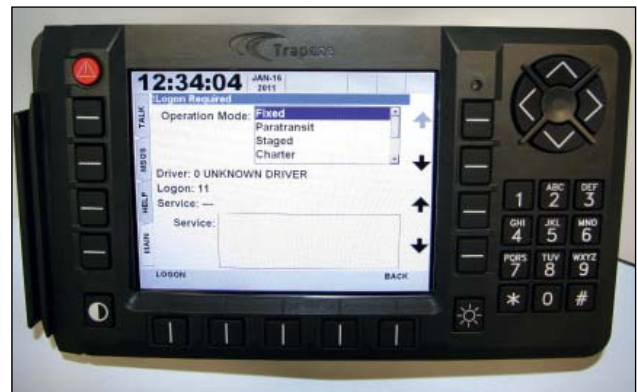 Trapeze
12:34:04 JAN-16 2011
Logon Required
TALK
MSGS
HELP
MAIN
Operation Mode: Fixed
Paratransit
Staged
Charter
Driver: 0 UNKNOWN DRIVER
Logon: 11
Service: ---
Service:
LOGON BACK
1 ABC 2 DEF 3
GHI 4 JKL 5 MNO 6
PQRS 7 TUV 8 WXYZ 9
* 0 #